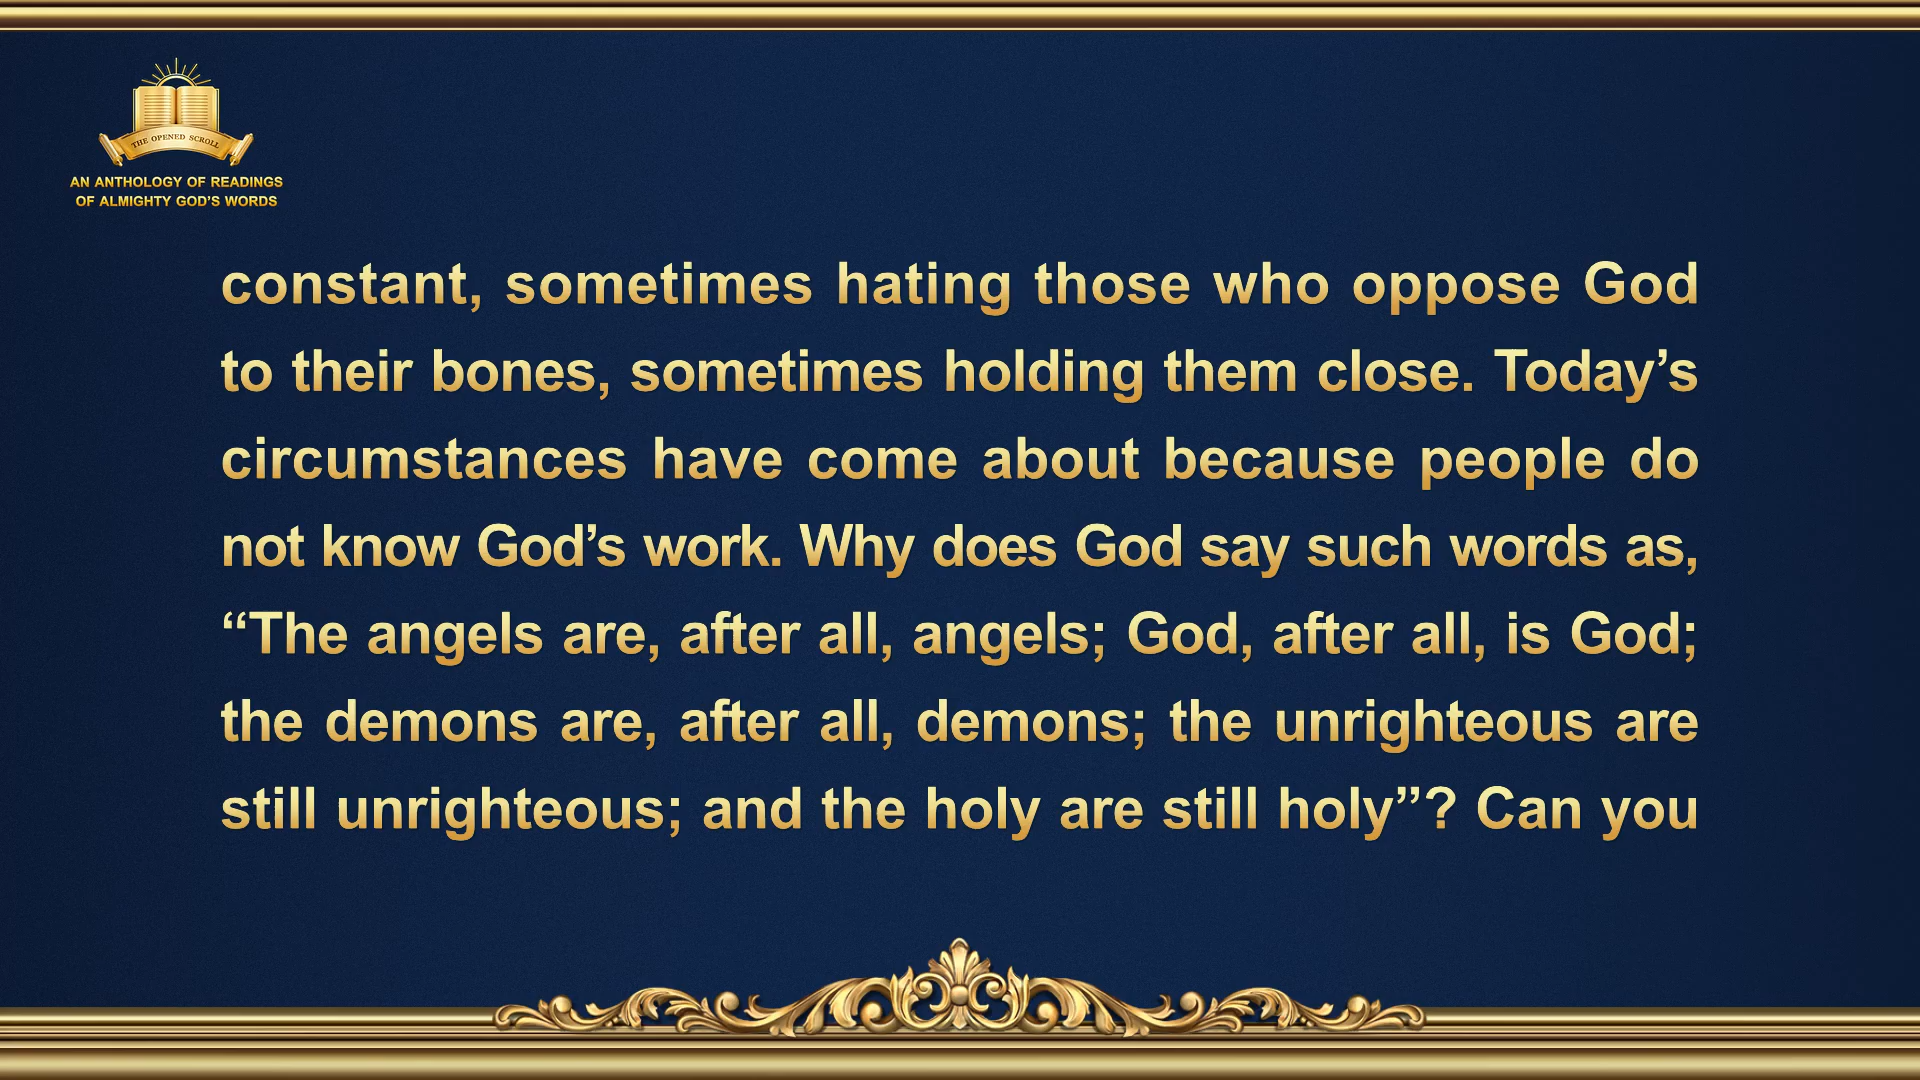 THE OPENED SCROLL
AN ANTHOLOGY OF READINGS
OF ALMIGHTY GOD'S WORDS
constant, sometimes hating those who oppose God
to their bones, sometimes holding them close. Today’s
circumstances have come about because people do
not know God’s work. Why does God say such words as,
“The angels are, after all, angels; God, after all, is God;
the demons are, after all, demons; the unrighteous are
still unrighteous; and the holy are still holy”? Can you